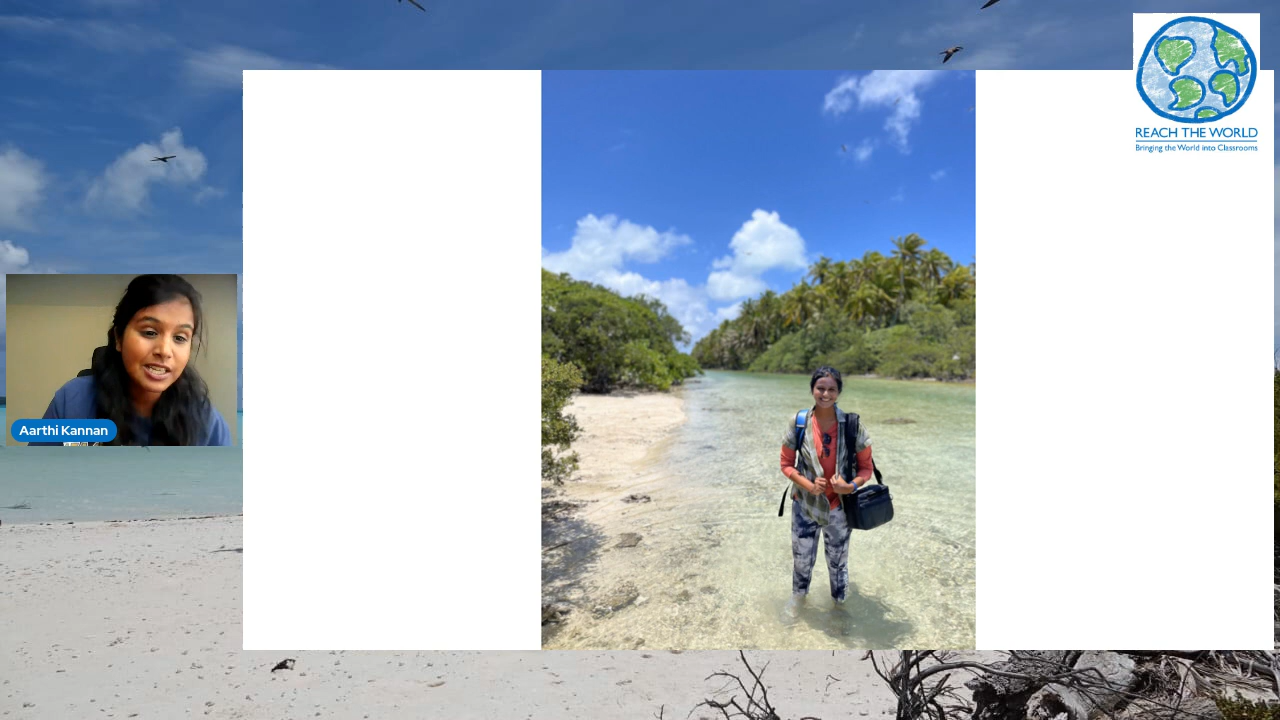 REACH THE WORLD
Bringing the World into Classrooms
Aarthi Kannan